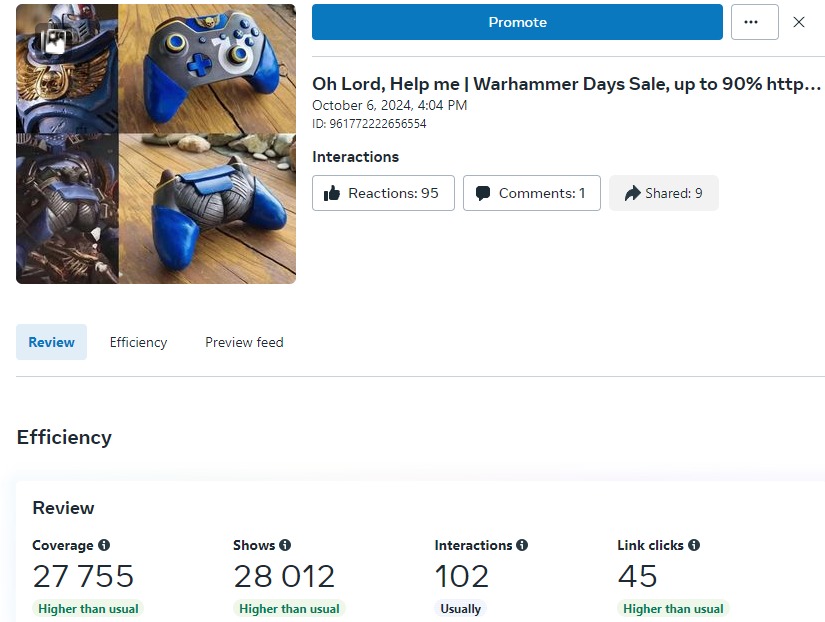 Promote
Oh Lord, Help me | Warhammer Days Sale, up to 90% http...
October 6, 2024, 4:04 PM
ID: 961772222656554
Interactions
Reactions: 95
Comments: 1
Shared: 9
Review
Efficiency
Preview feed
Efficiency
Review
Coverage
27 755
Higher than usual
Shows
28 012
Higher than usual
Interactions
102
Usually
Link clicks
45
Higher than usual